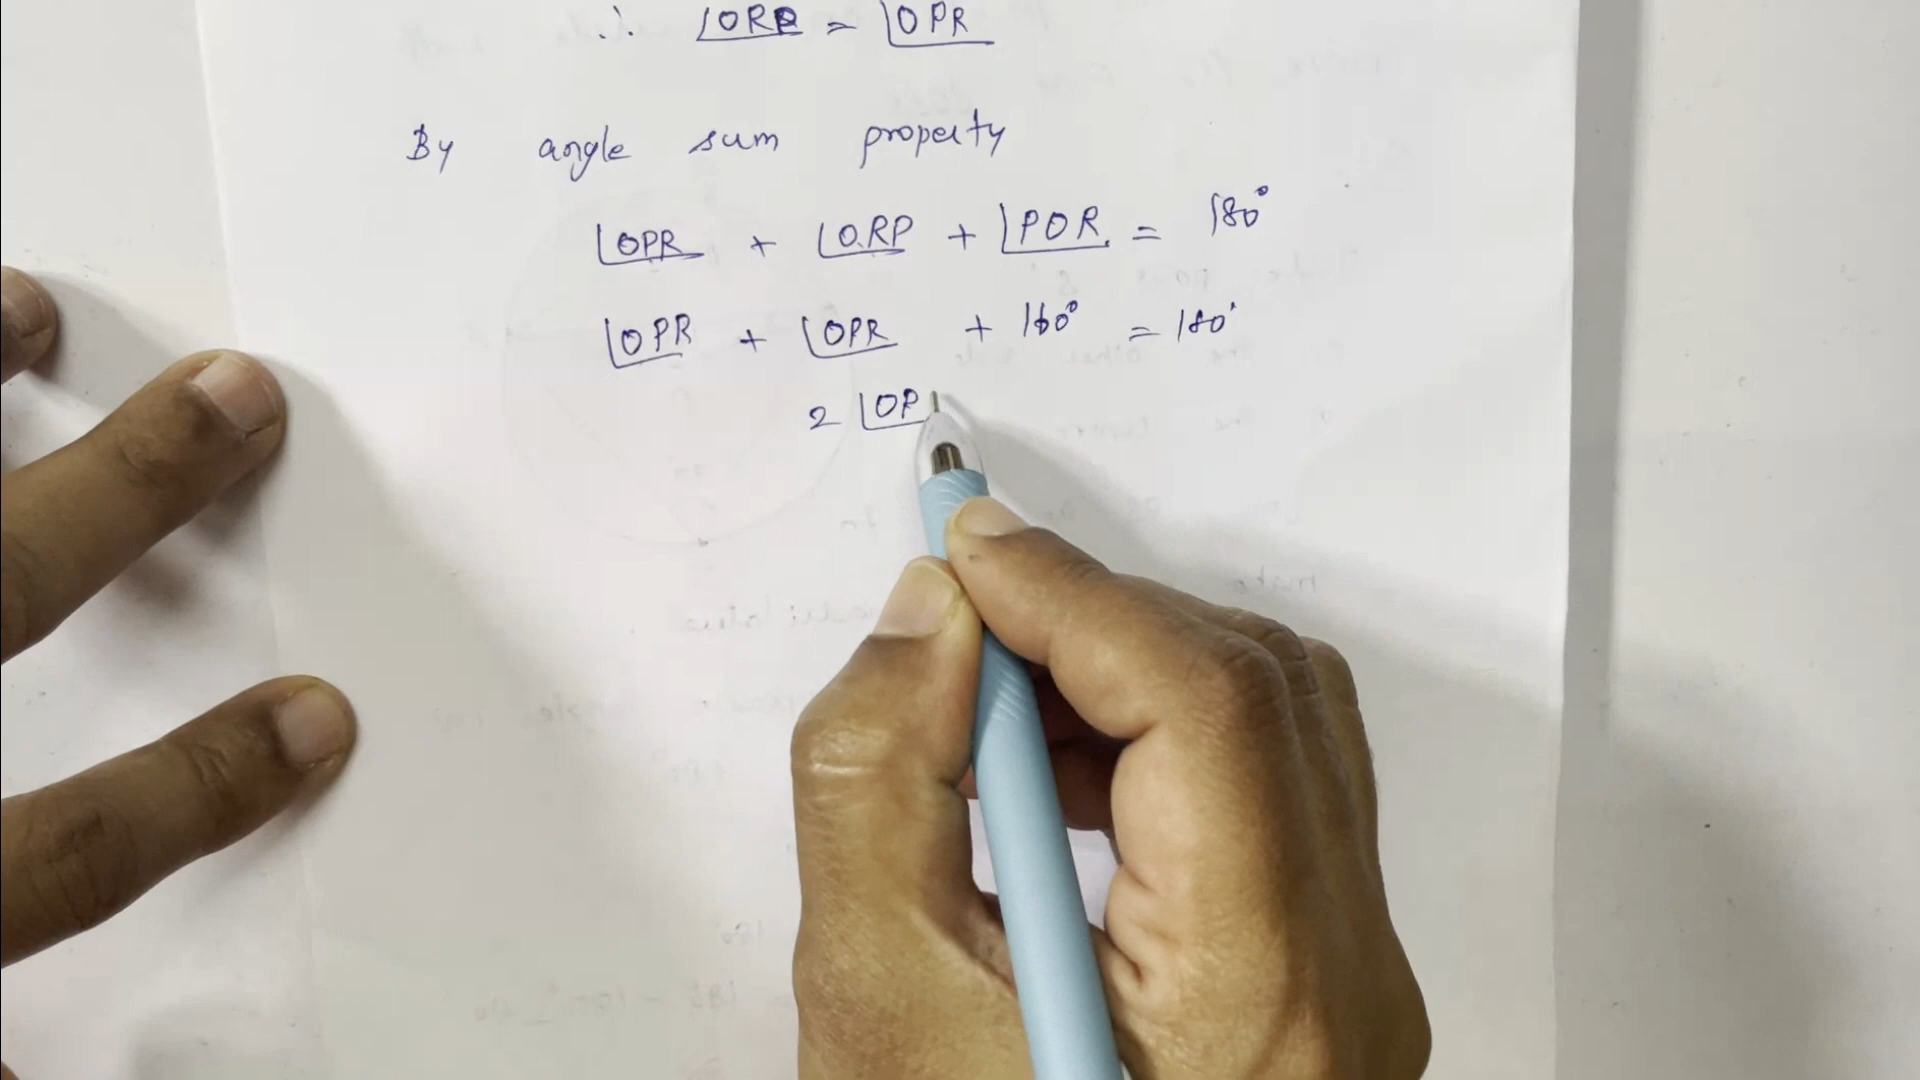 ∴ ∠ORP = ∠OPR
By angle sum property
∠OPR + ∠ORP + ∠POR = 180°
∠OPR + ∠OPR + 160° = 180°
2 ∠OP